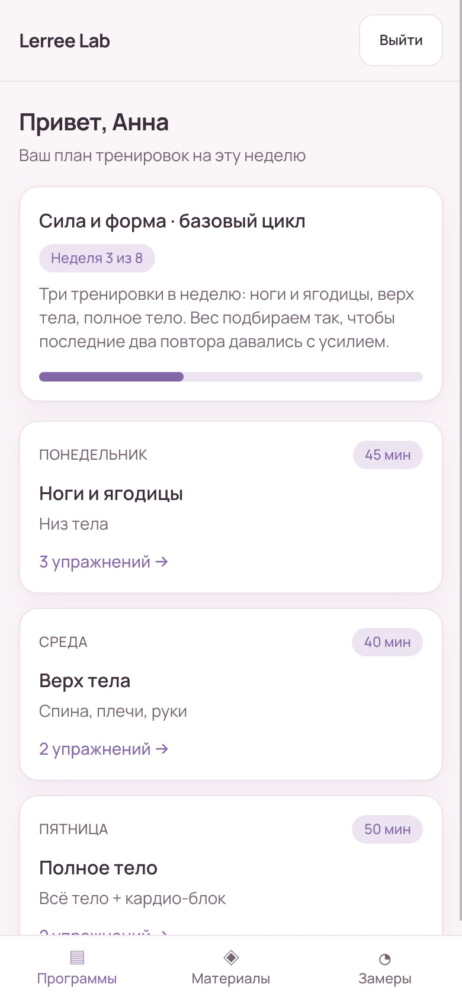 Lerree Lab
Выйти
Привет, Анна
Ваш план тренировок на эту неделю
Сила и форма · базовый цикл
Неделя 3 из 8
Три тренировки в неделю: ноги и ягодицы, верх
тела, полное тело. Вес подбираем так, чтобы
последние два повтора давались с усилием.
ПОНЕДЕЛЬНИК
45 мин
Ноги и ягодицы
Низ тела
3 упражнений →
СРЕДА
40 мин
Верх тела
Спина, плечи, руки
2 упражнений →
ПЯТНИЦА
50 мин
Полное тело
Всё тело + кардио-блок
упражнений
Программы
Материалы
Замеры